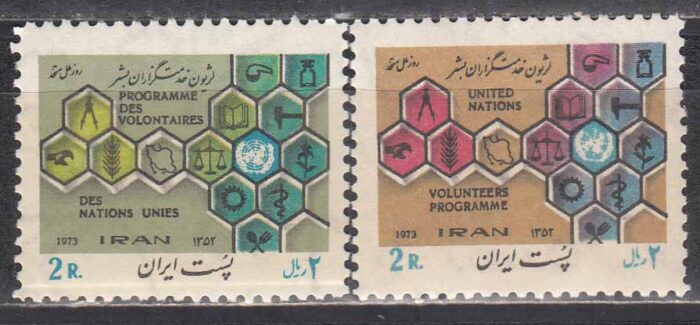 روز ملل متحد
لژیون خدمتگزاران بشر
PROGRAMME
DES
VOLONTAIRES
DES
NATIONS UNIES
1973 IRAN ۱۳۵۲
2 R. پست ایران ۲ ریال
روز ملل متحد
لژیون خدمتگزاران بشر
UNITED
NATIONS
VOLUNTEERS
PROGRAMME
1973 IRAN ۱۳۵۲
2 R. پست ایران ۲ ریال